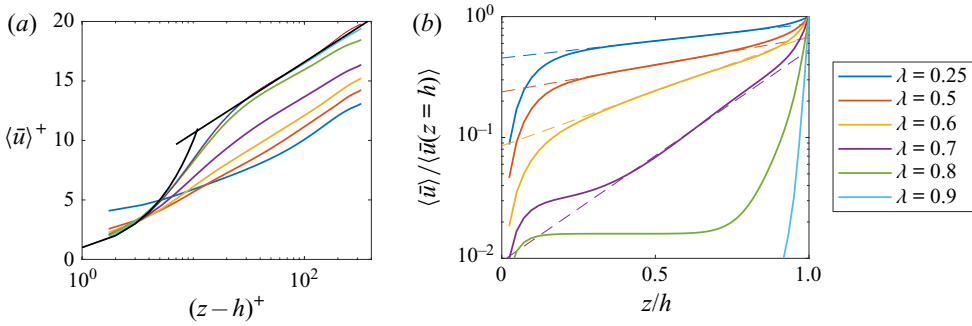 (a)
20
15
10
5
0
⟨ū⟩⁺
10⁰
10¹
10²
(z – h)⁺
(b)
10⁰
10⁻¹
10⁻²
⟨ū⟩/⟨ū(z = h)⟩
0
0.5
1.0
z/h
λ = 0.25
λ = 0.5
λ = 0.6
λ = 0.7
λ = 0.8
λ = 0.9